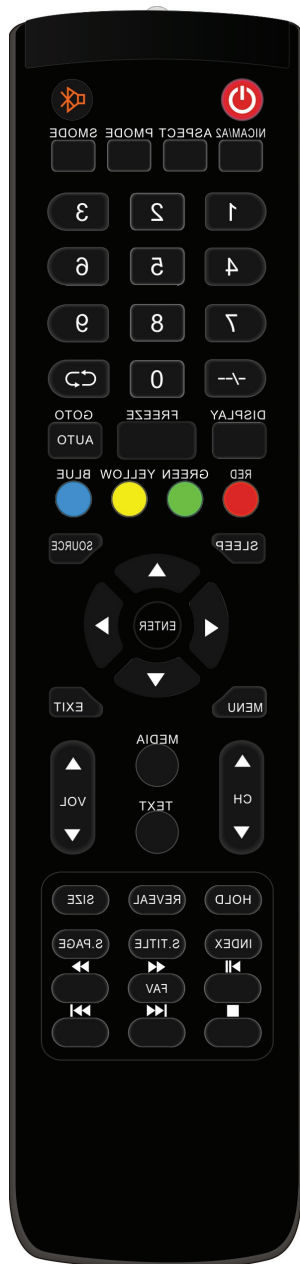 NICAM/A2 ASPECT PMODE SMODE
1 2 3
4 5 6
7 8 9
-/-- 0
DISPLAY FREEZE GOTO
AUTO
RED GREEN YELLOW BLUE
SLEEP SOURCE
ENTER
MENU EXIT
MEDIA
CH VOL
TEXT
HOLD REVEAL SIZE
INDEX S.TITLE S.PAGE
FAV